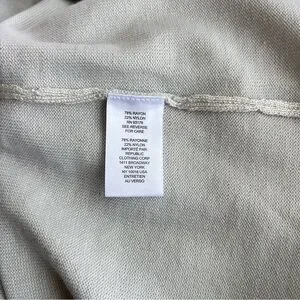 78% RAYON
22% NYLON
RN 92176
SEE REVERSE
FOR CARE
78% RAYONNE
22% NYLON
IMPORTÉ PAR
REPUBLIC
CLOTHING CORP
1411 BROADWAY
NEW YORK
NY 10018 USA
ENTRETIEN
AU VERSO